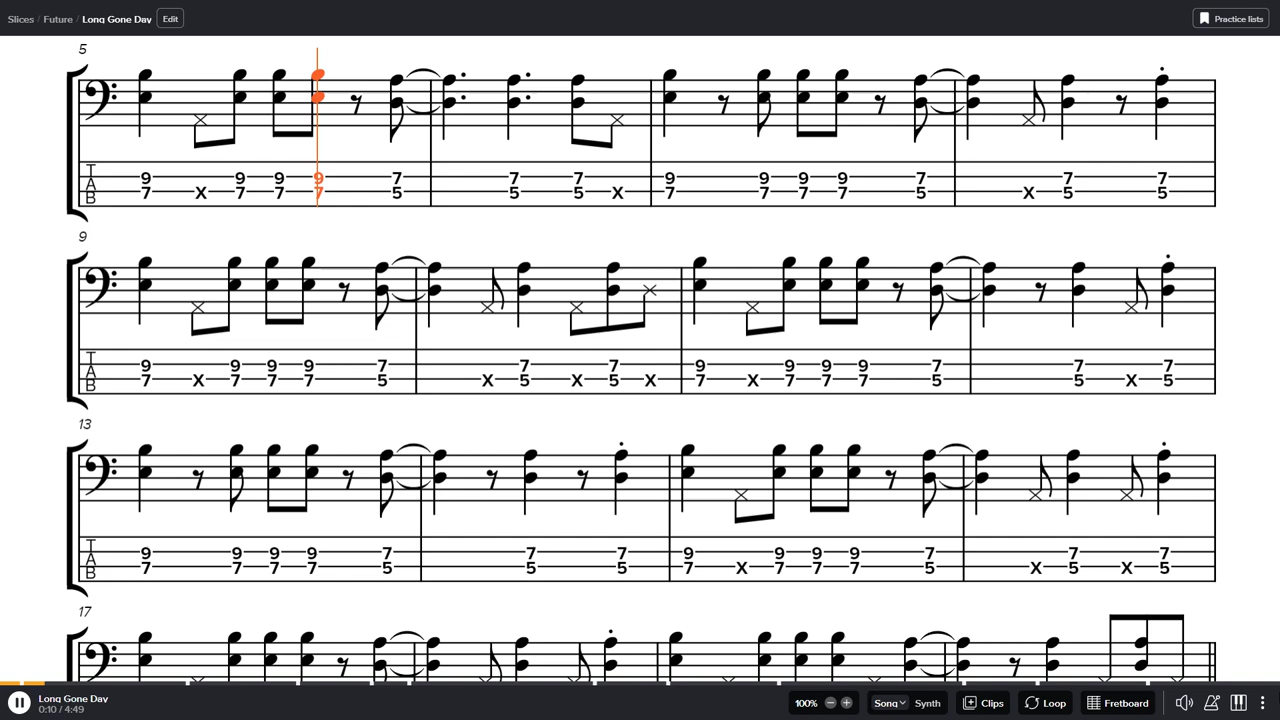 Slices / Future / Long Gone Day Edit Practice lists
5
T 9 9 9 9 7 7 7 9 9 9 9 7 7 7
A 7 X 7 7 7 5 5 5 X 7 7 7 7 5 X 5 5
B
9
T 9 9 9 9 7 7 7 9 9 9 9 7 7 7
A 7 X 7 7 7 5 X 5 X 5 X 7 X 7 7 7 5 5 X 5
B
13
T 9 9 9 9 7 7 7 9 9 9 9 7 7 7
A 7 7 7 7 5 5 5 7 X 7 7 7 5 X 5 X 5
B
17
Long Gone Day
0:10 / 4:49
100% Song Synth Clips Loop Fretboard